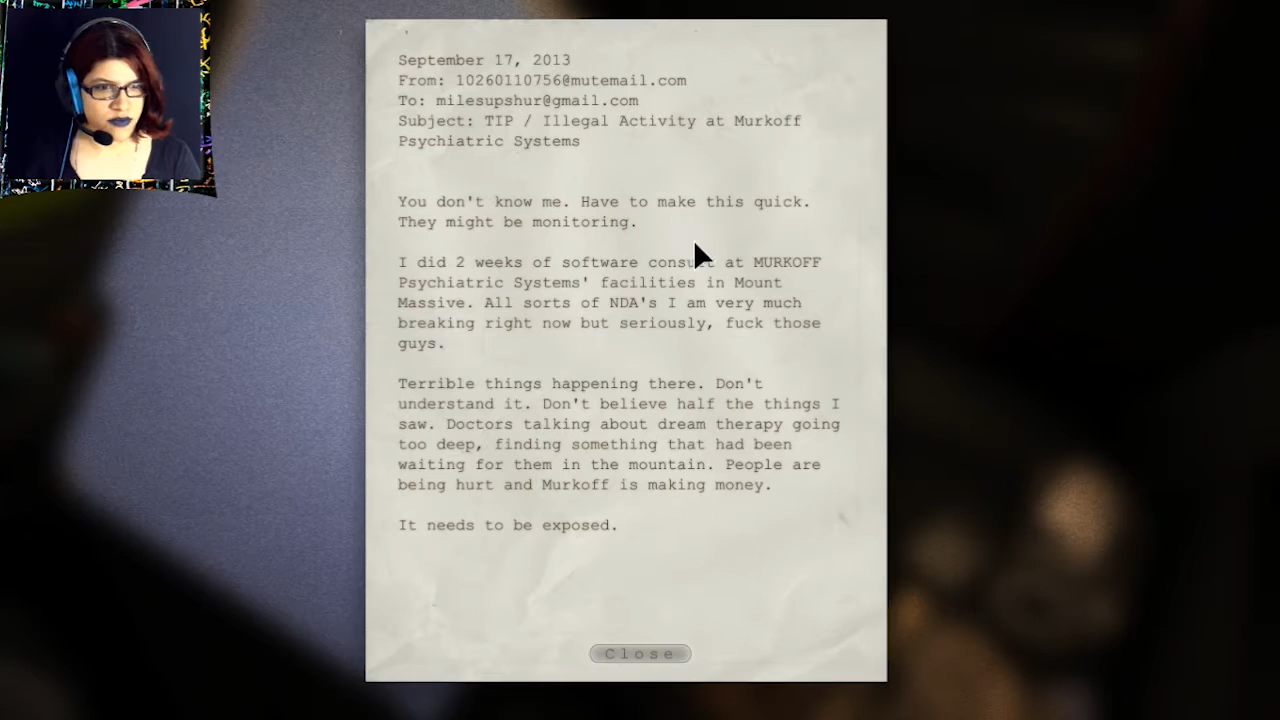 September 17, 2013
From: 10260110756@mutemail.com
To: milesupshur@gmail.com
Subject: TIP / Illegal Activity at Murkoff
Psychiatric Systems
You don't know me. Have to make this quick.
They might be monitoring.
I did 2 weeks of software consult at MURKOFF
Psychiatric Systems' facilities in Mount
Massive. All sorts of NDA's I am very much
breaking right now but seriously, fuck those
guys.
Terrible things happening there. Don't
understand it. Don't believe half the things I
saw. Doctors talking about dream therapy going
too deep, finding something that had been
waiting for them in the mountain. People are
being hurt and Murkoff is making money.
It needs to be exposed.
Close